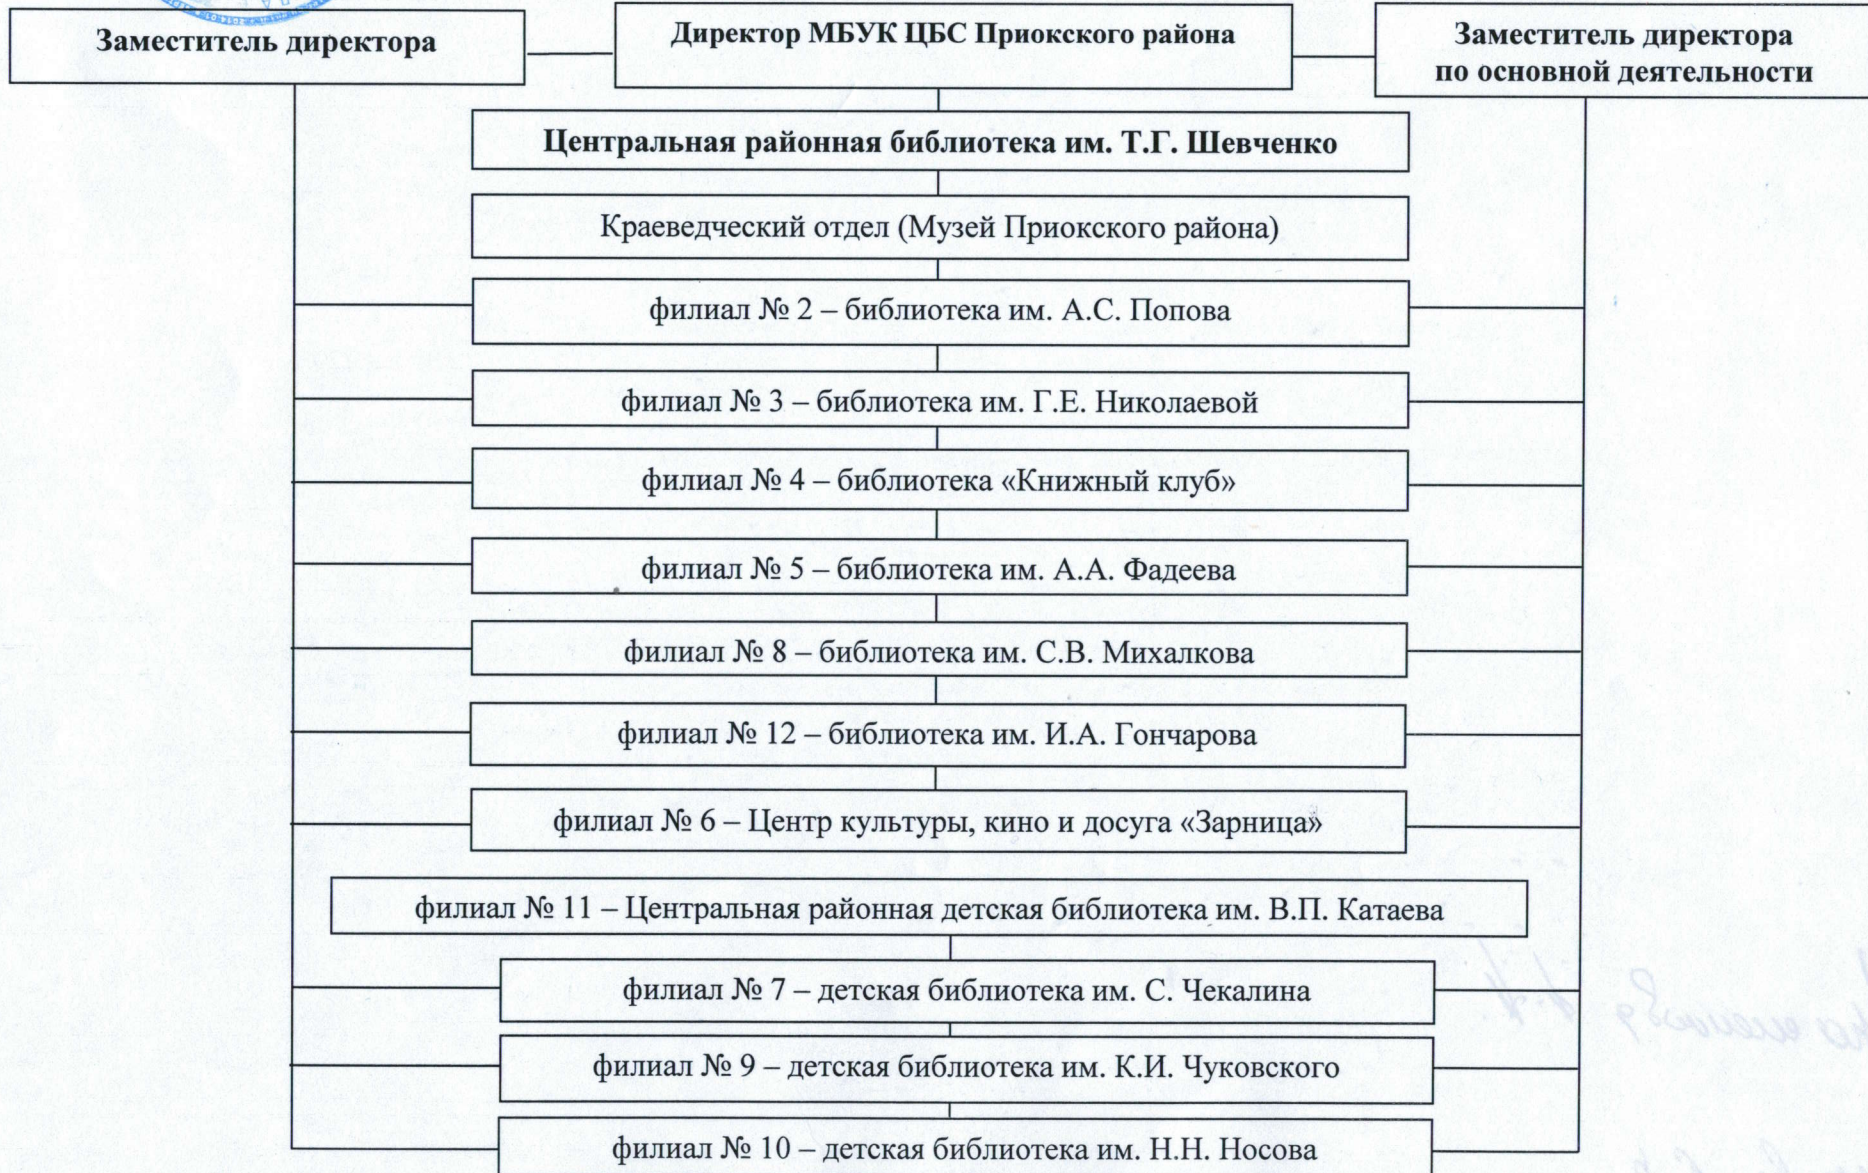 Заместитель директора
Директор МБУК ЦБС Приокского района
Заместитель директора
по основной деятельности
Центральная районная библиотека им. Т.Г. Шевченко
Краеведческий отдел (Музей Приокского района)
филиал № 2 – библиотека им. А.С. Попова
филиал № 3 – библиотека им. Г.Е. Николаевой
филиал № 4 – библиотека «Книжный клуб»
филиал № 5 – библиотека им. А.А. Фадеева
филиал № 8 – библиотека им. С.В. Михалкова
филиал № 12 – библиотека им. И.А. Гончарова
филиал № 6 – Центр культуры, кино и досуга «Зарница»
филиал № 11 – Центральная районная детская библиотека им. В.П. Катаева
филиал № 7 – детская библиотека им. С. Чекалина
филиал № 9 – детская библиотека им. К.И. Чуковского
филиал № 10 – детская библиотека им. Н.Н. Носова